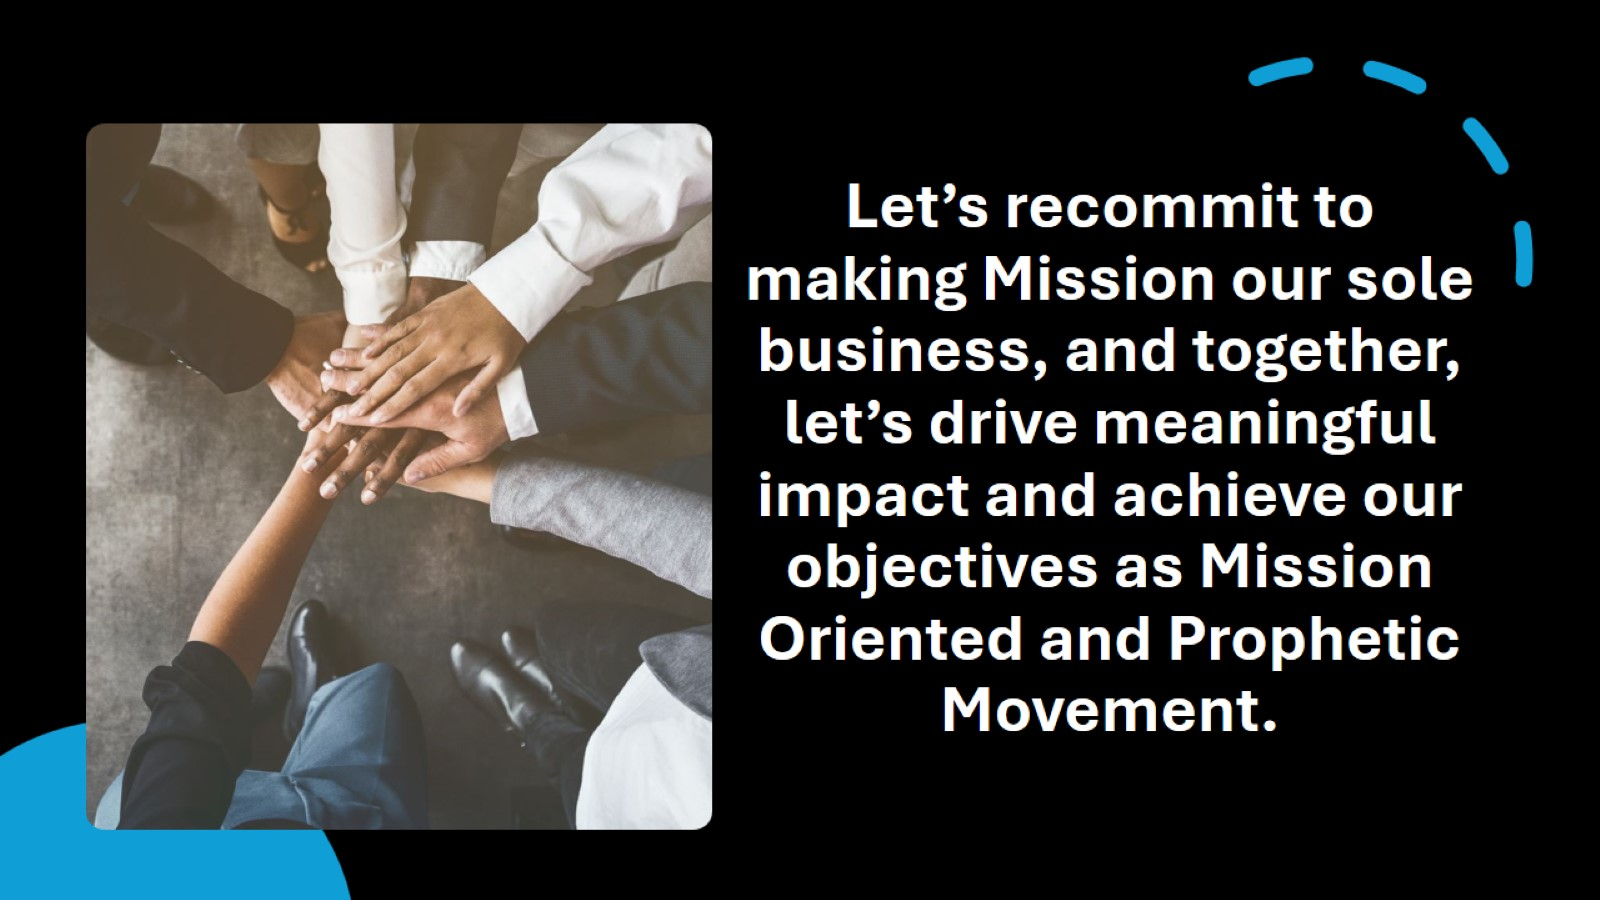 Let’s recommit to
making Mission our sole
business, and together,
let’s drive meaningful
impact and achieve our
objectives as Mission
Oriented and Prophetic
Movement.